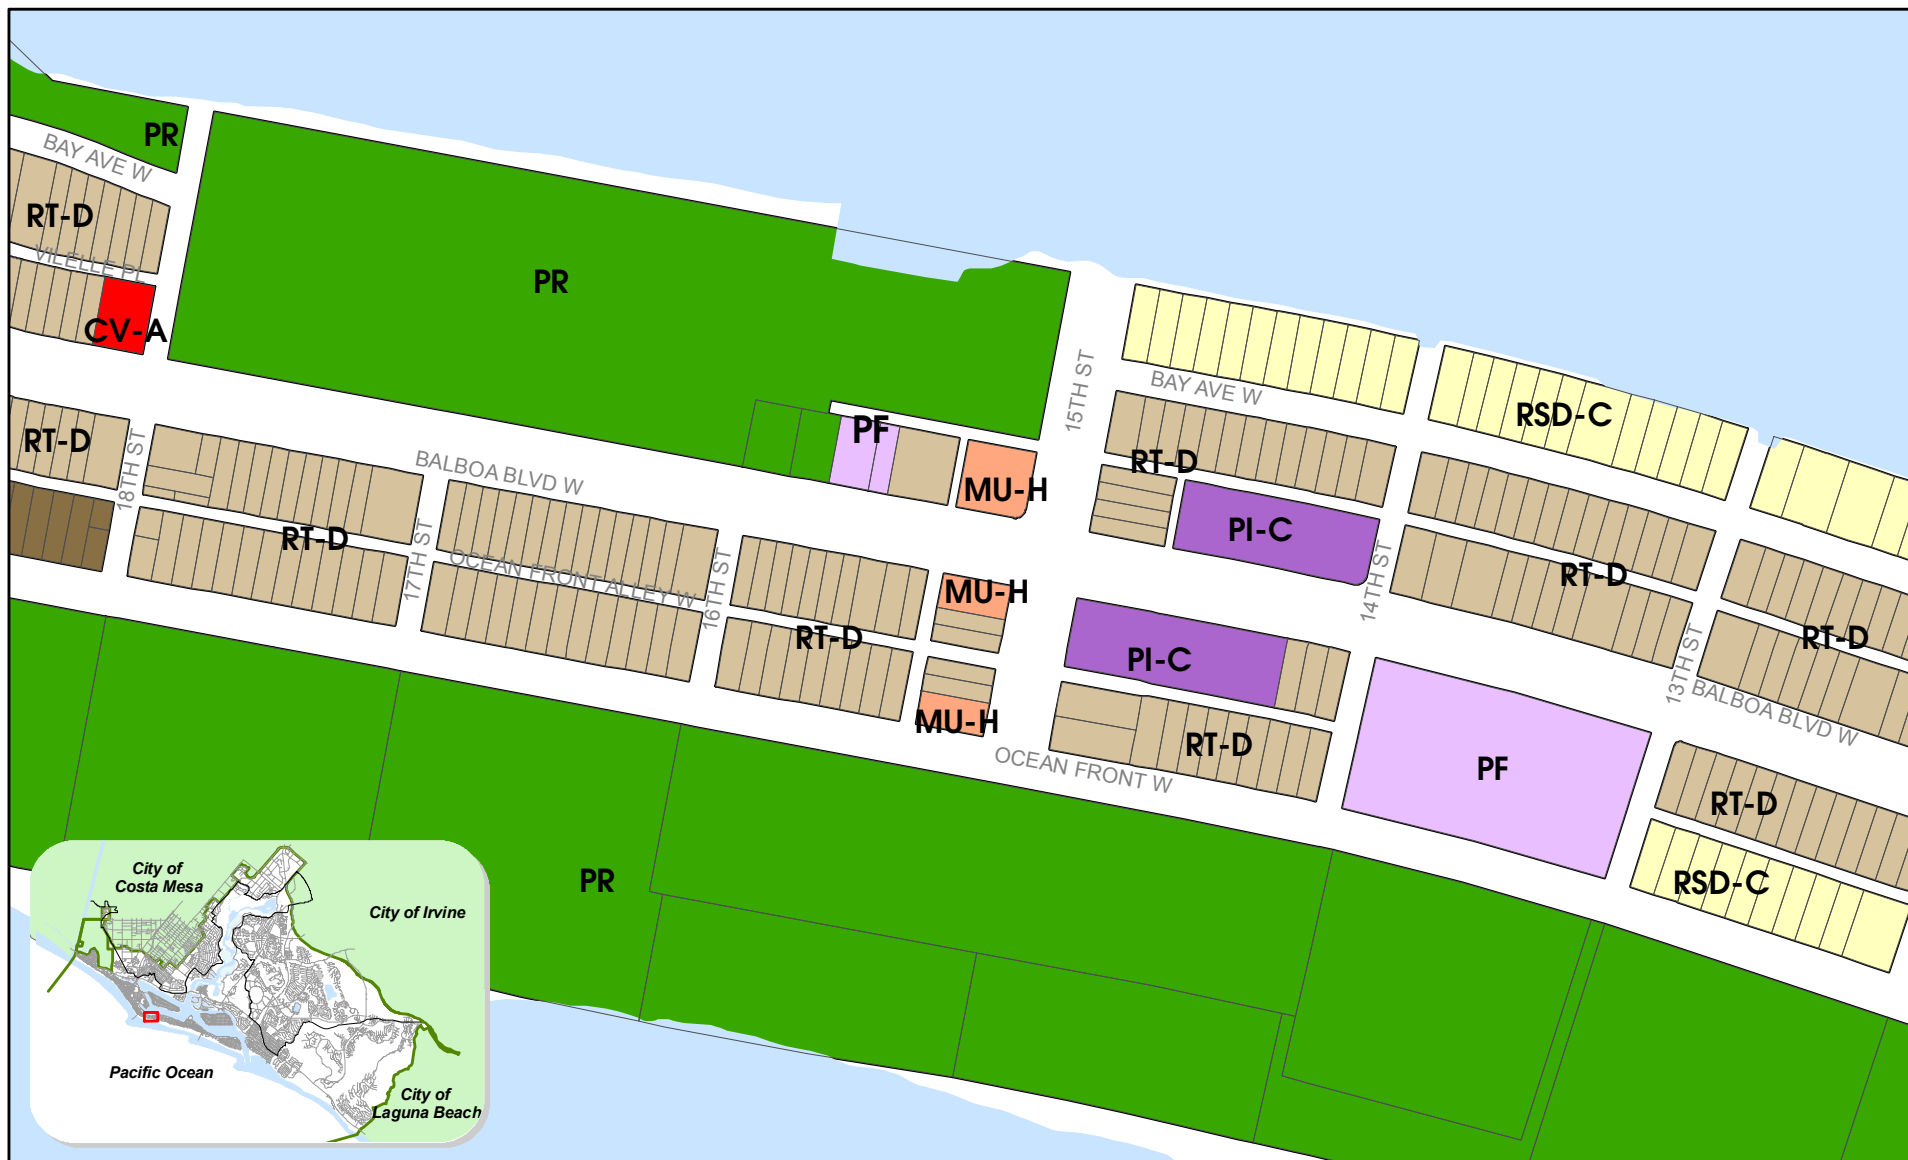 PR
BAY AVE W
RT-D
VILELLE PL
CV-A
PR
PF
MU-H
15TH ST
BAY AVE W
RSD-C
RT-D
PI-C
RT-D
18TH ST
BALBOA BLVD W
RT-D
17TH ST
OCEAN FRONT ALLEY W
16TH ST
RT-D
MU-H
MU-H
14TH ST
RT-D
PI-C
13TH ST
RT-D
BALBOA BLVD W
RT-D
OCEAN FRONT W
PF
RT-D
RSD-C
PR
City of
Costa Mesa
City of Irvine
Pacific Ocean
City of
Laguna Beach